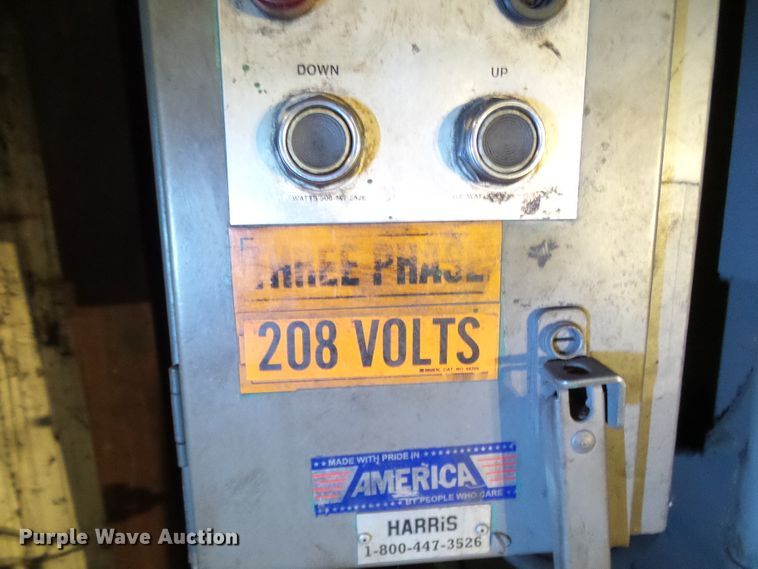 DOWN
UP
THREE PHASE
208 VOLTS
MADE WITH PRIDE IN
AMERICA
BY PEOPLE WHO CARE
HARRIS
1-800-447-3526
Purple Wave Auction®